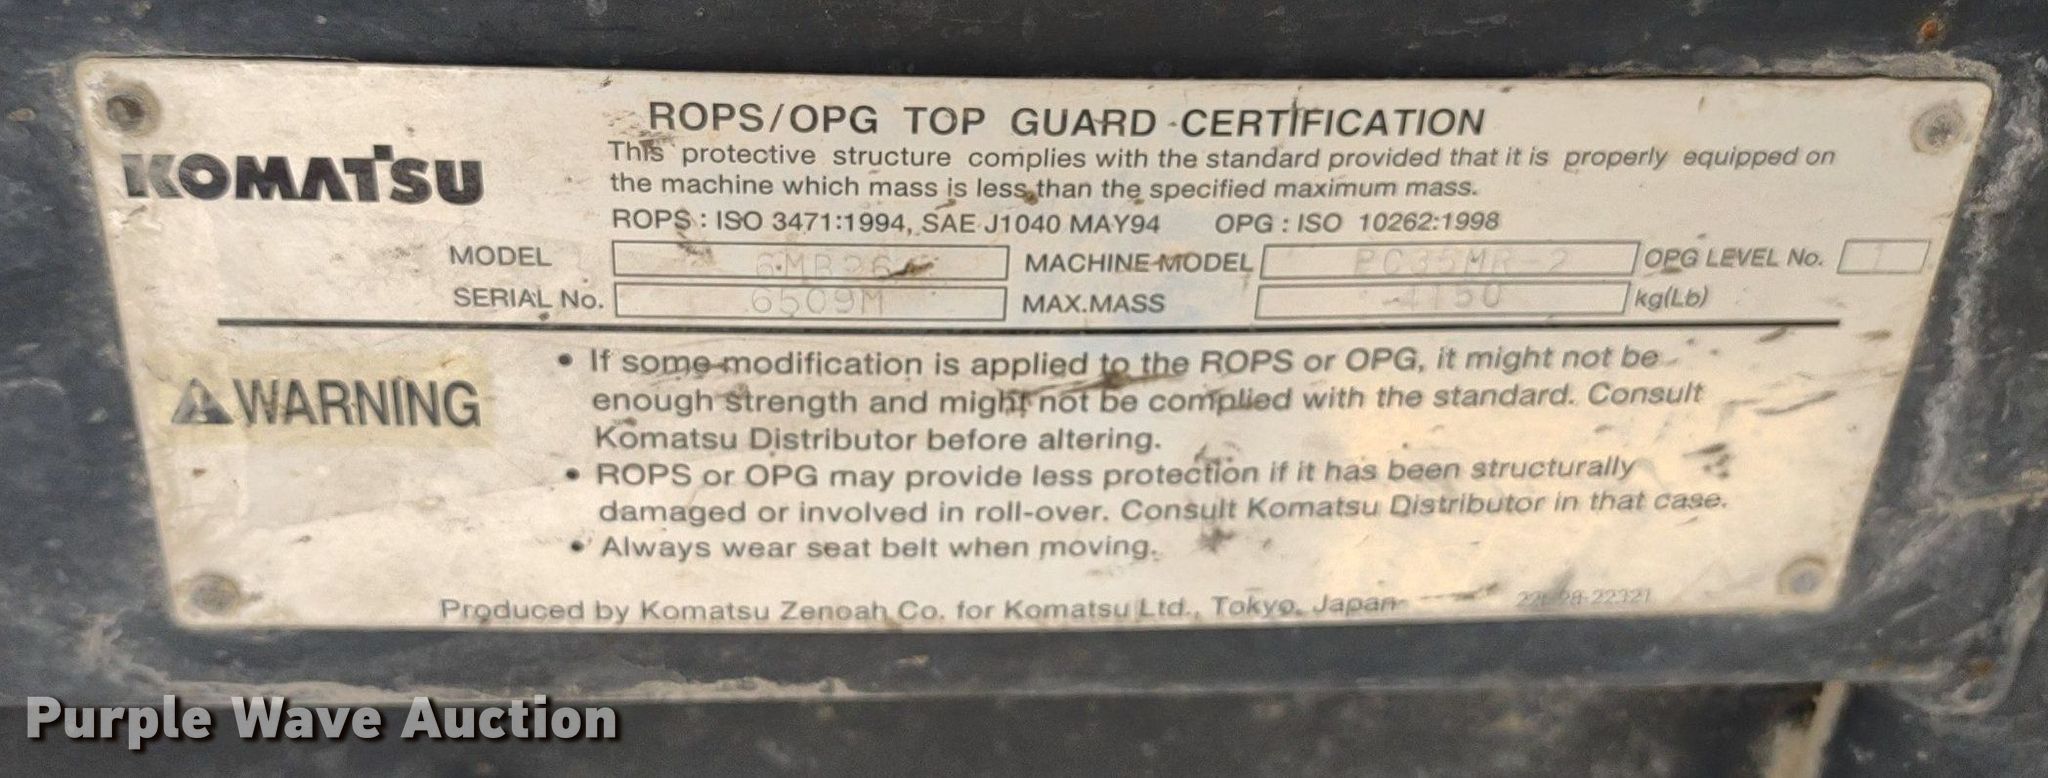 ROPS/OPG TOP GUARD CERTIFICATION
KOMATSU
This protective structure complies with the standard provided that it is properly equipped on
the machine which mass is less than the specified maximum mass.
ROPS : ISO 3471:1994, SAE J1040 MAY94 OPG : ISO 10262:1998
MODEL MACHINE MODEL PC35MR-2 OPG LEVEL No.
SERIAL No. 6509M MAX.MASS 4150 kg(Lb)
WARNING
• If some modification is applied to the ROPS or OPG, it might not be
enough strength and might not be complied with the standard. Consult
Komatsu Distributor before altering.
• ROPS or OPG may provide less protection if it has been structurally
damaged or involved in roll-over. Consult Komatsu Distributor in that case.
• Always wear seat belt when moving.
Produced by Komatsu Zenoah Co. for Komatsu Ltd., Tokyo, Japan
Purple Wave Auction